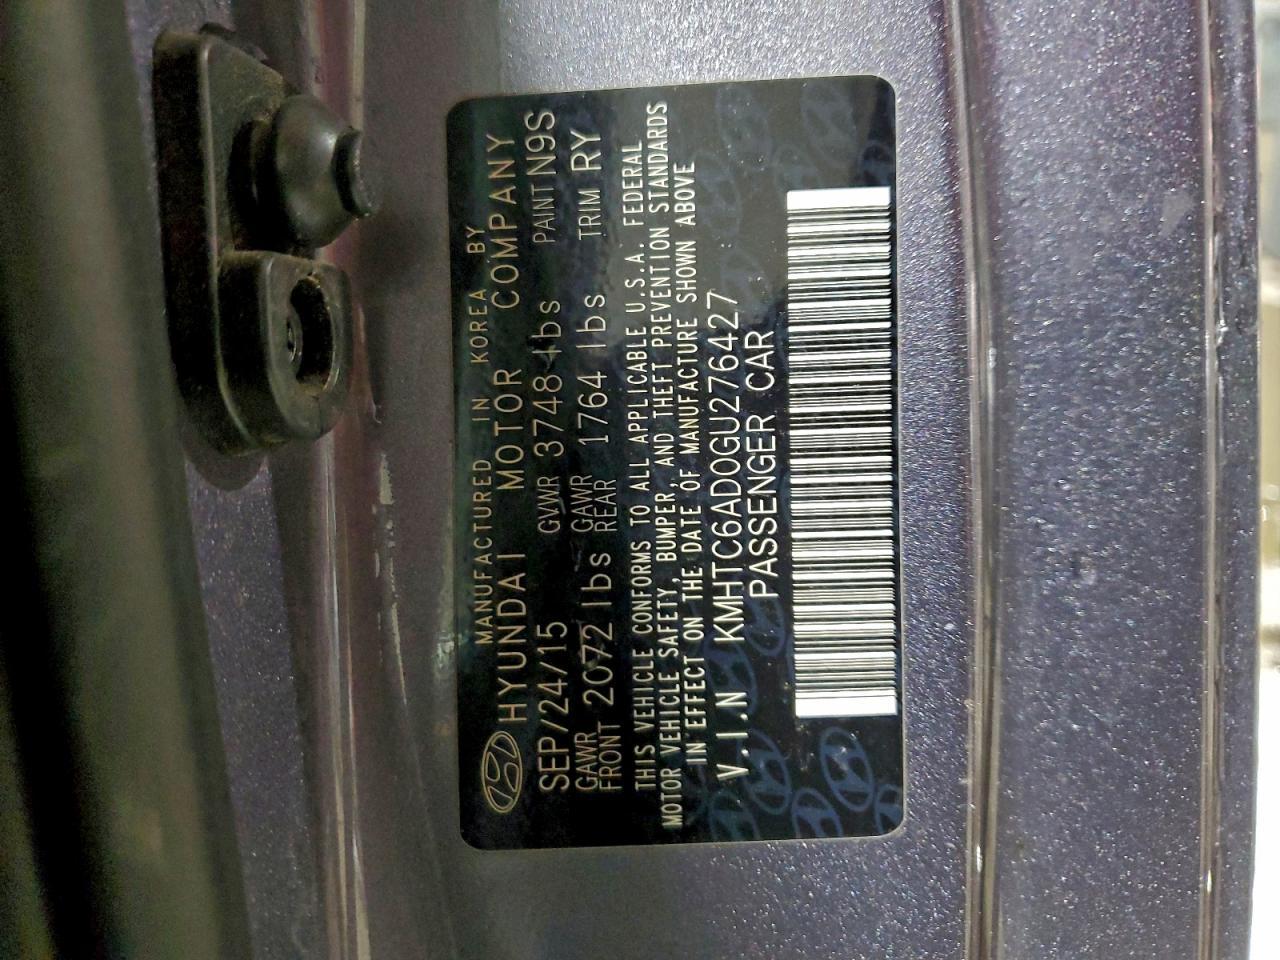 MANUFACTURED IN KOREA BY
HYUNDAI MOTOR COMPANY
SEP/24/15 GVWR 3748 lbs PAINT N9S
GAWR FRONT 2072 lbs GAWR REAR 1764 lbs TRIM RY
THIS VEHICLE CONFORMS TO ALL APPLICABLE U.S.A. FEDERAL
MOTOR VEHICLE SAFETY, BUMPER, AND THEFT PREVENTION STANDARDS
IN EFFECT ON THE DATE OF MANUFACTURE SHOWN ABOVE
V.I.N KMHTC6AD0GU276427
PASSENGER CAR